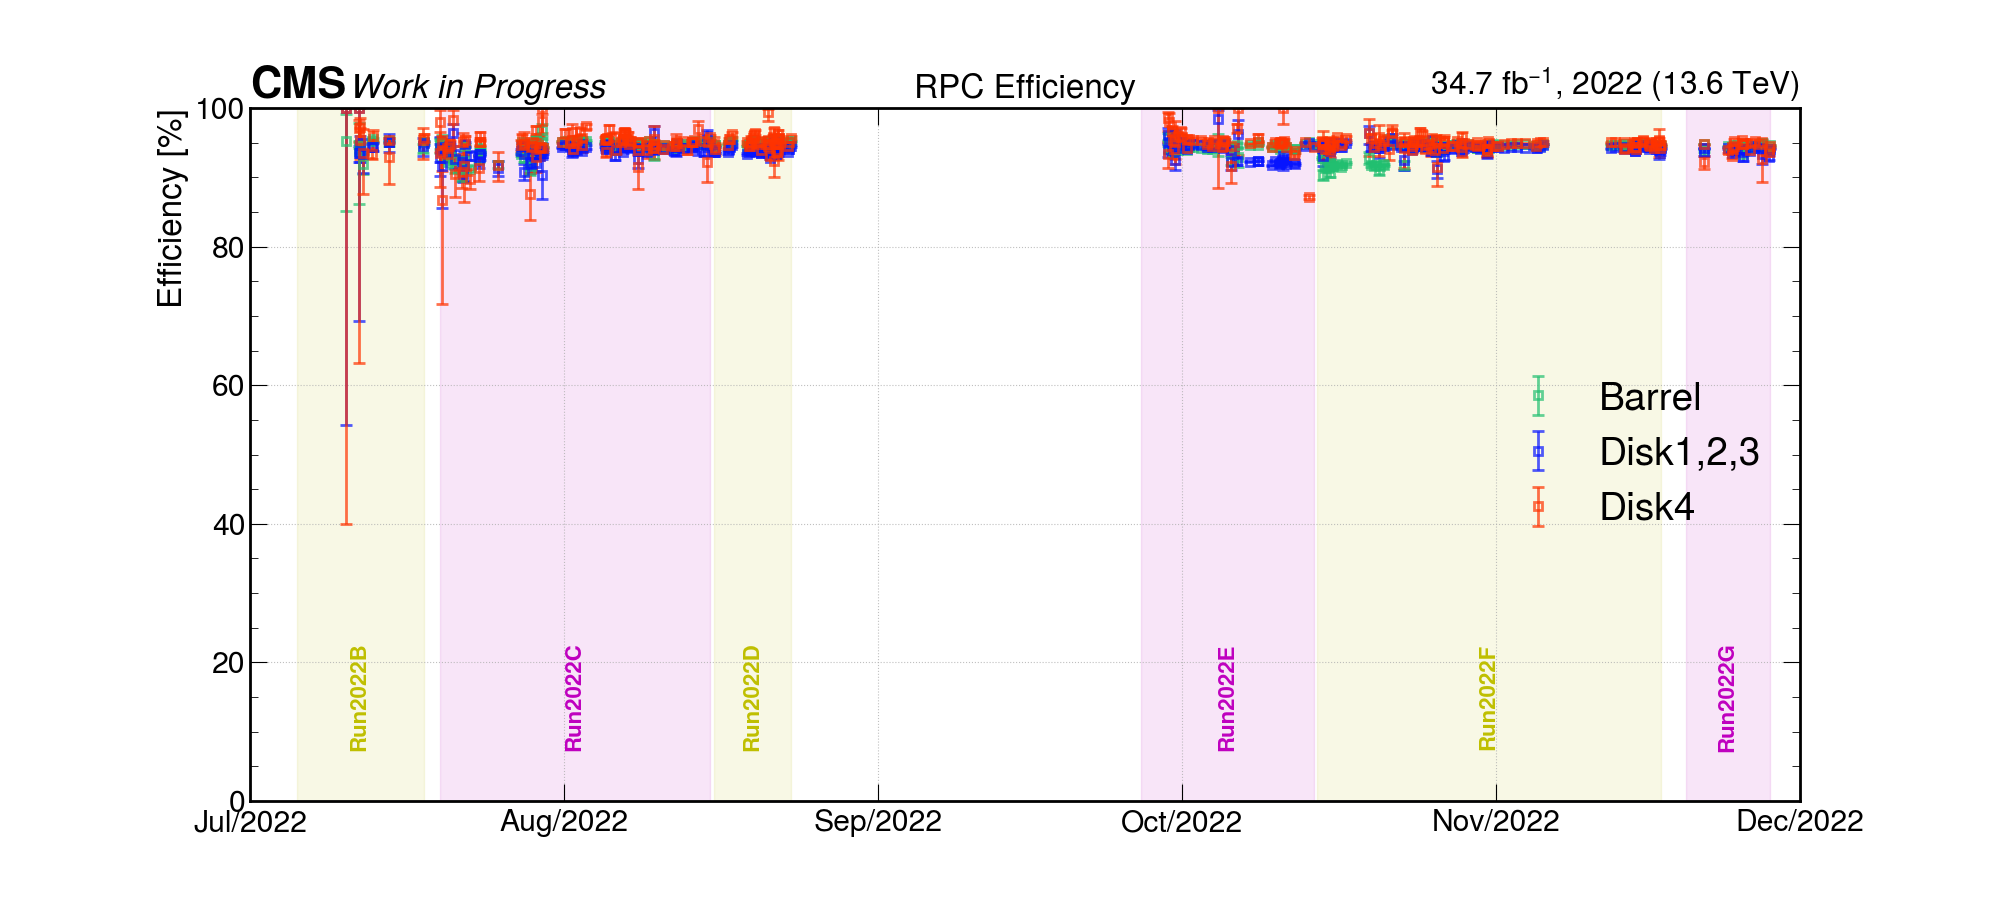 CMS Work in Progress RPC Efficiency 34.7 fb⁻¹, 2022 (13.6 TeV)
Efficiency [%]
100
80
60
40
20
0
Barrel
Disk1,2,3
Disk4
Run2022B
Run2022C
Run2022D
Run2022E
Run2022F
Run2022G
Jul/2022 Aug/2022 Sep/2022 Oct/2022 Nov/2022 Dec/2022